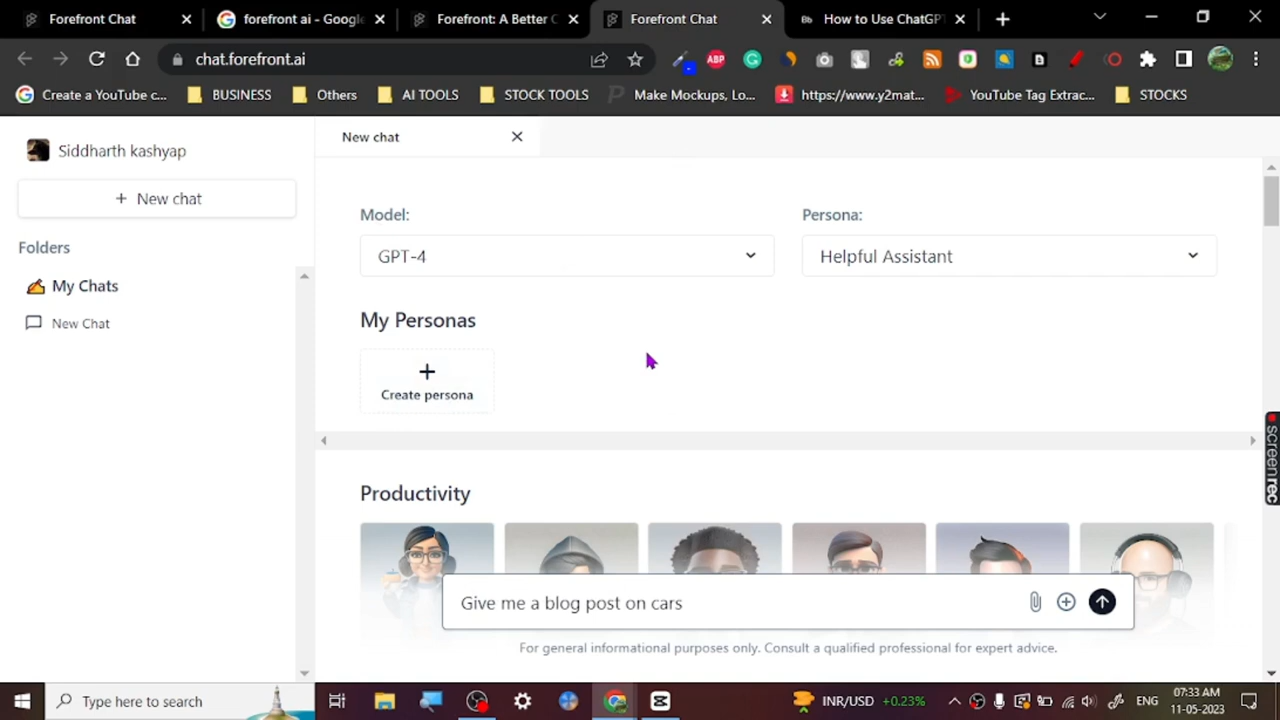 Forefront Chat
forefront ai - Google
Forefront: A Better C
Forefront Chat
Bb
How to Use ChatGPT
chat.forefront.ai
ABP
Create a YouTube c...
BUSINESS
Others
AI TOOLS
STOCK TOOLS
Make Mockups, Lo...
https://www.y2mat...
YouTube Tag Extrac...
STOCKS
Siddharth kashyap
New chat
+ New chat
Model:
Persona:
Folders
GPT-4
Helpful Assistant
My Chats
New Chat
My Personas
+
Create persona
screenrec
Productivity
Give me a blog post on cars
For general informational purposes only. Consult a qualified professional for expert advice.
Type here to search
INR/USD +0.23%
ENG
07:33 AM
11-05-2023